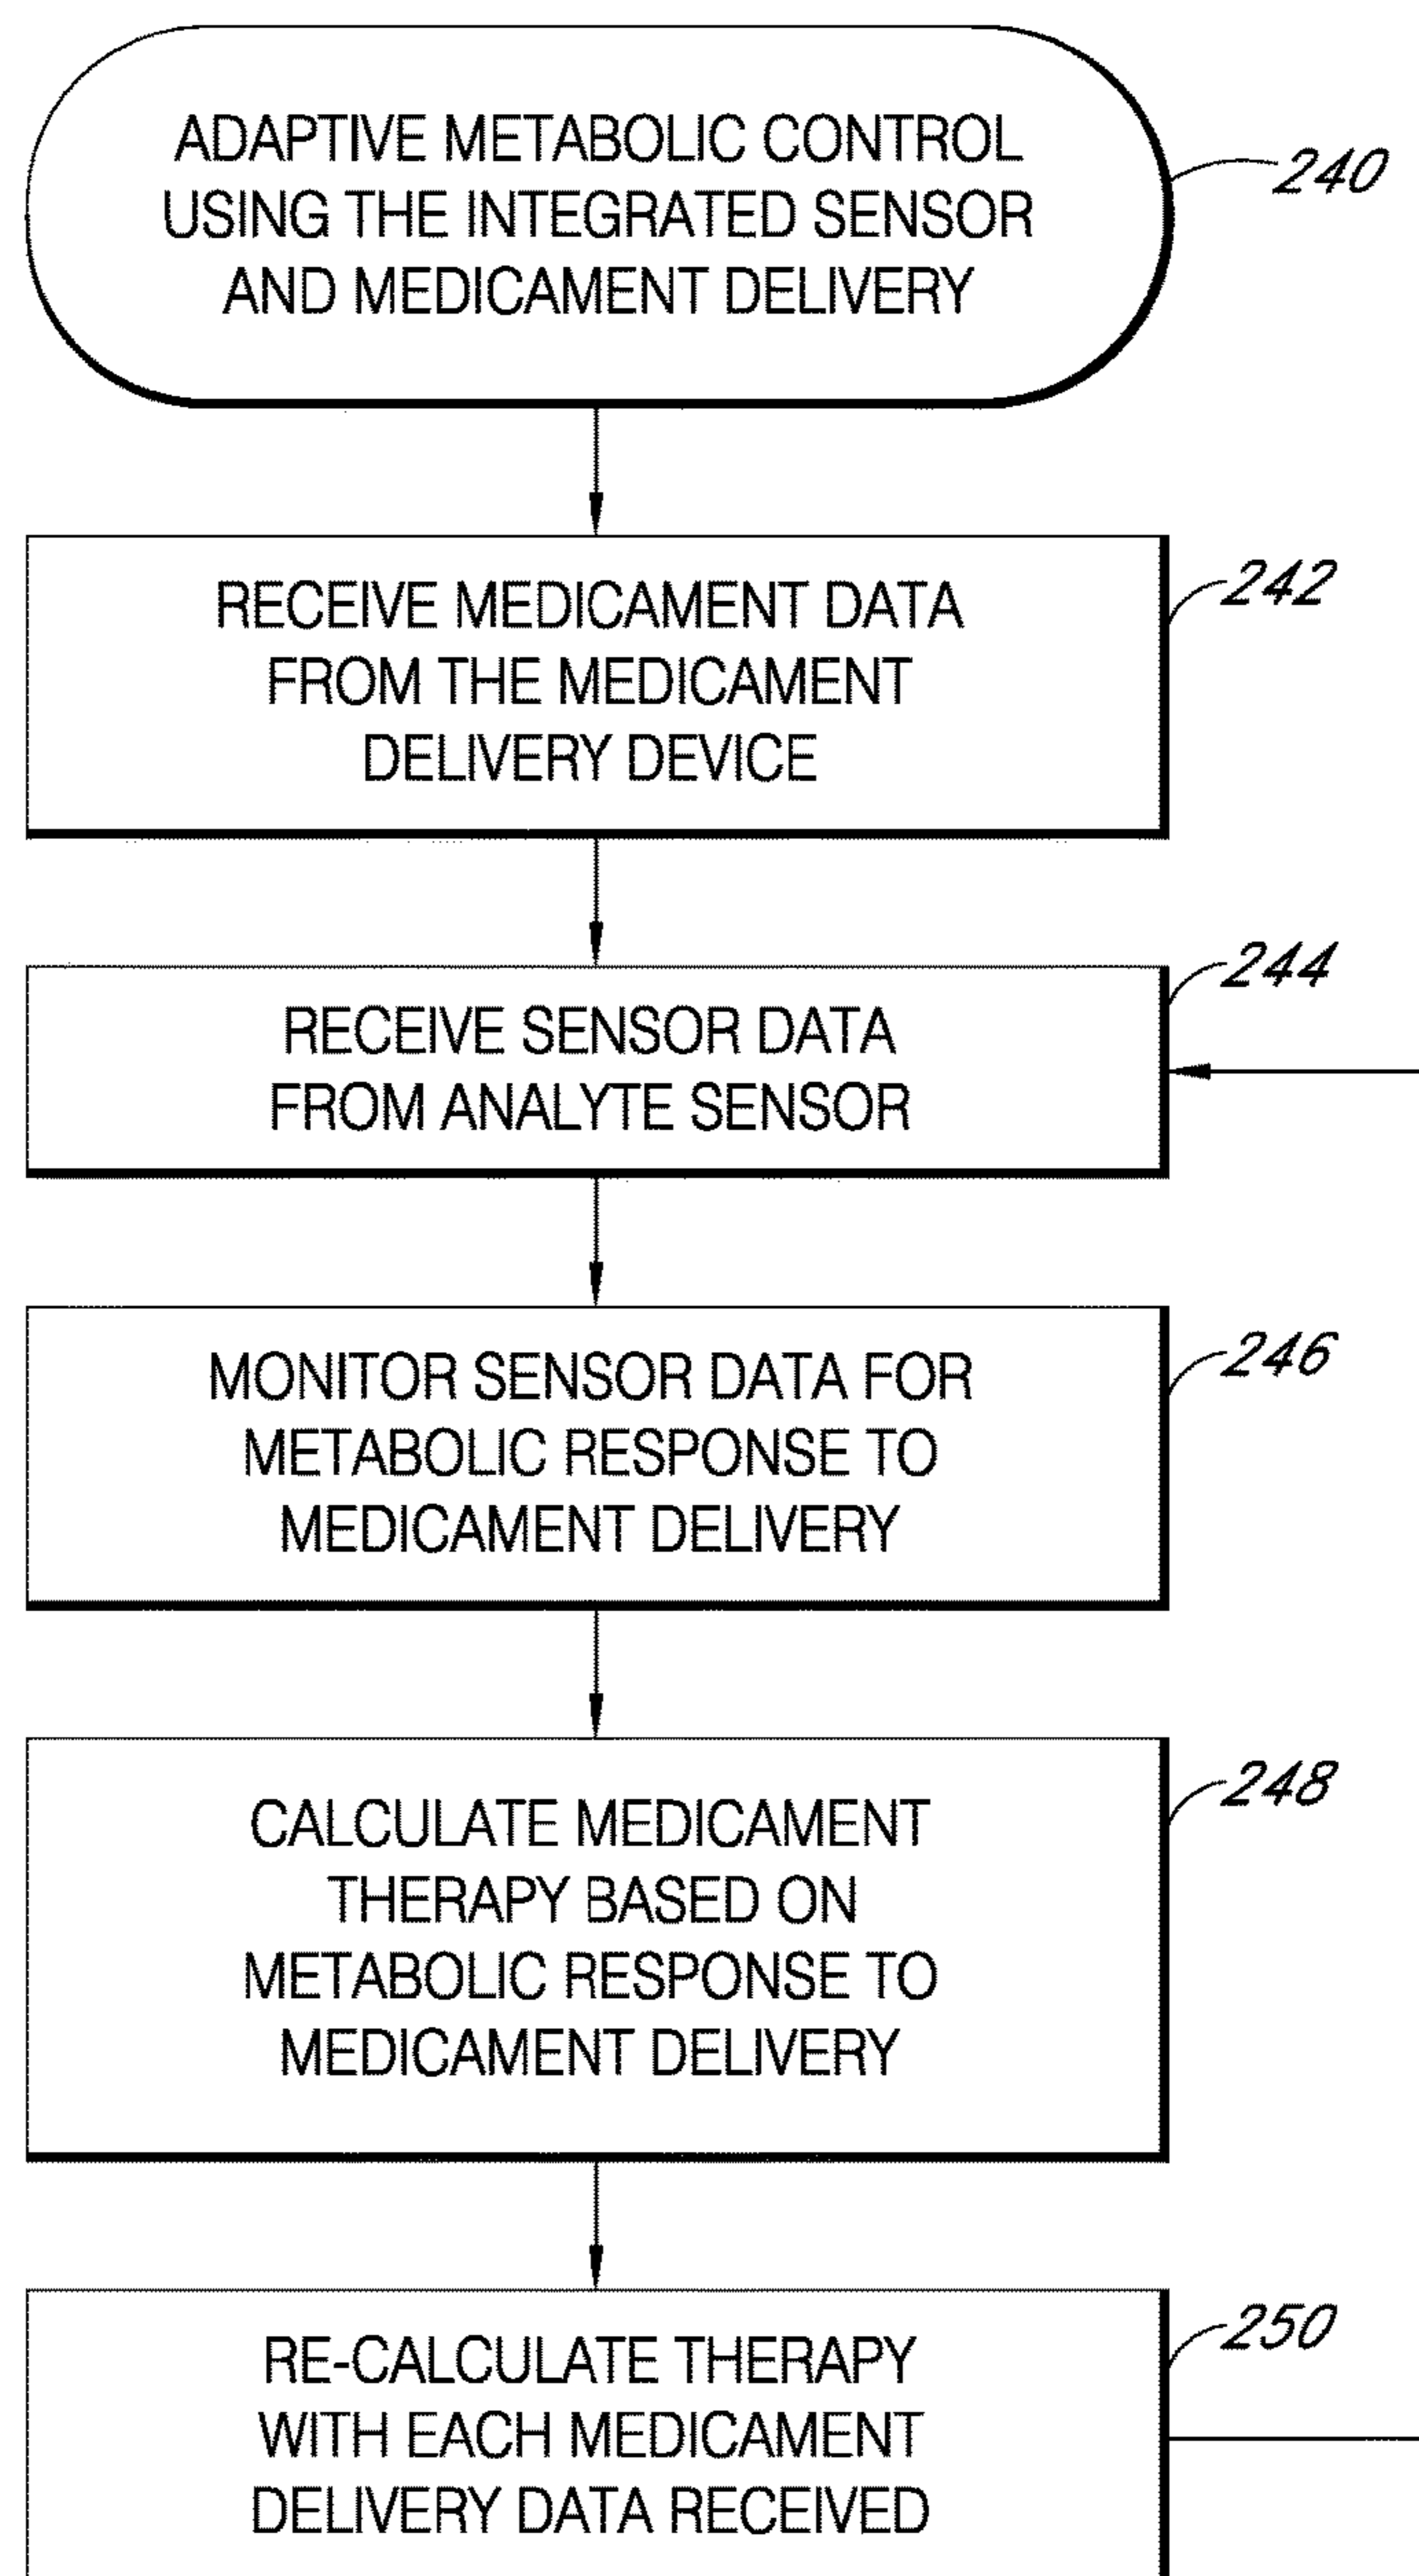 ADAPTIVE METABOLIC CONTROL
USING THE INTEGRATED SENSOR
AND MEDICAMENT DELIVERY
240
RECEIVE MEDICAMENT DATA
FROM THE MEDICAMENT
DELIVERY DEVICE
242
RECEIVE SENSOR DATA
FROM ANALYTE SENSOR
244
MONITOR SENSOR DATA FOR
METABOLIC RESPONSE TO
MEDICAMENT DELIVERY
246
CALCULATE MEDICAMENT
THERAPY BASED ON
METABOLIC RESPONSE TO
MEDICAMENT DELIVERY
248
RE-CALCULATE THERAPY
WITH EACH MEDICAMENT
DELIVERY DATA RECEIVED
250